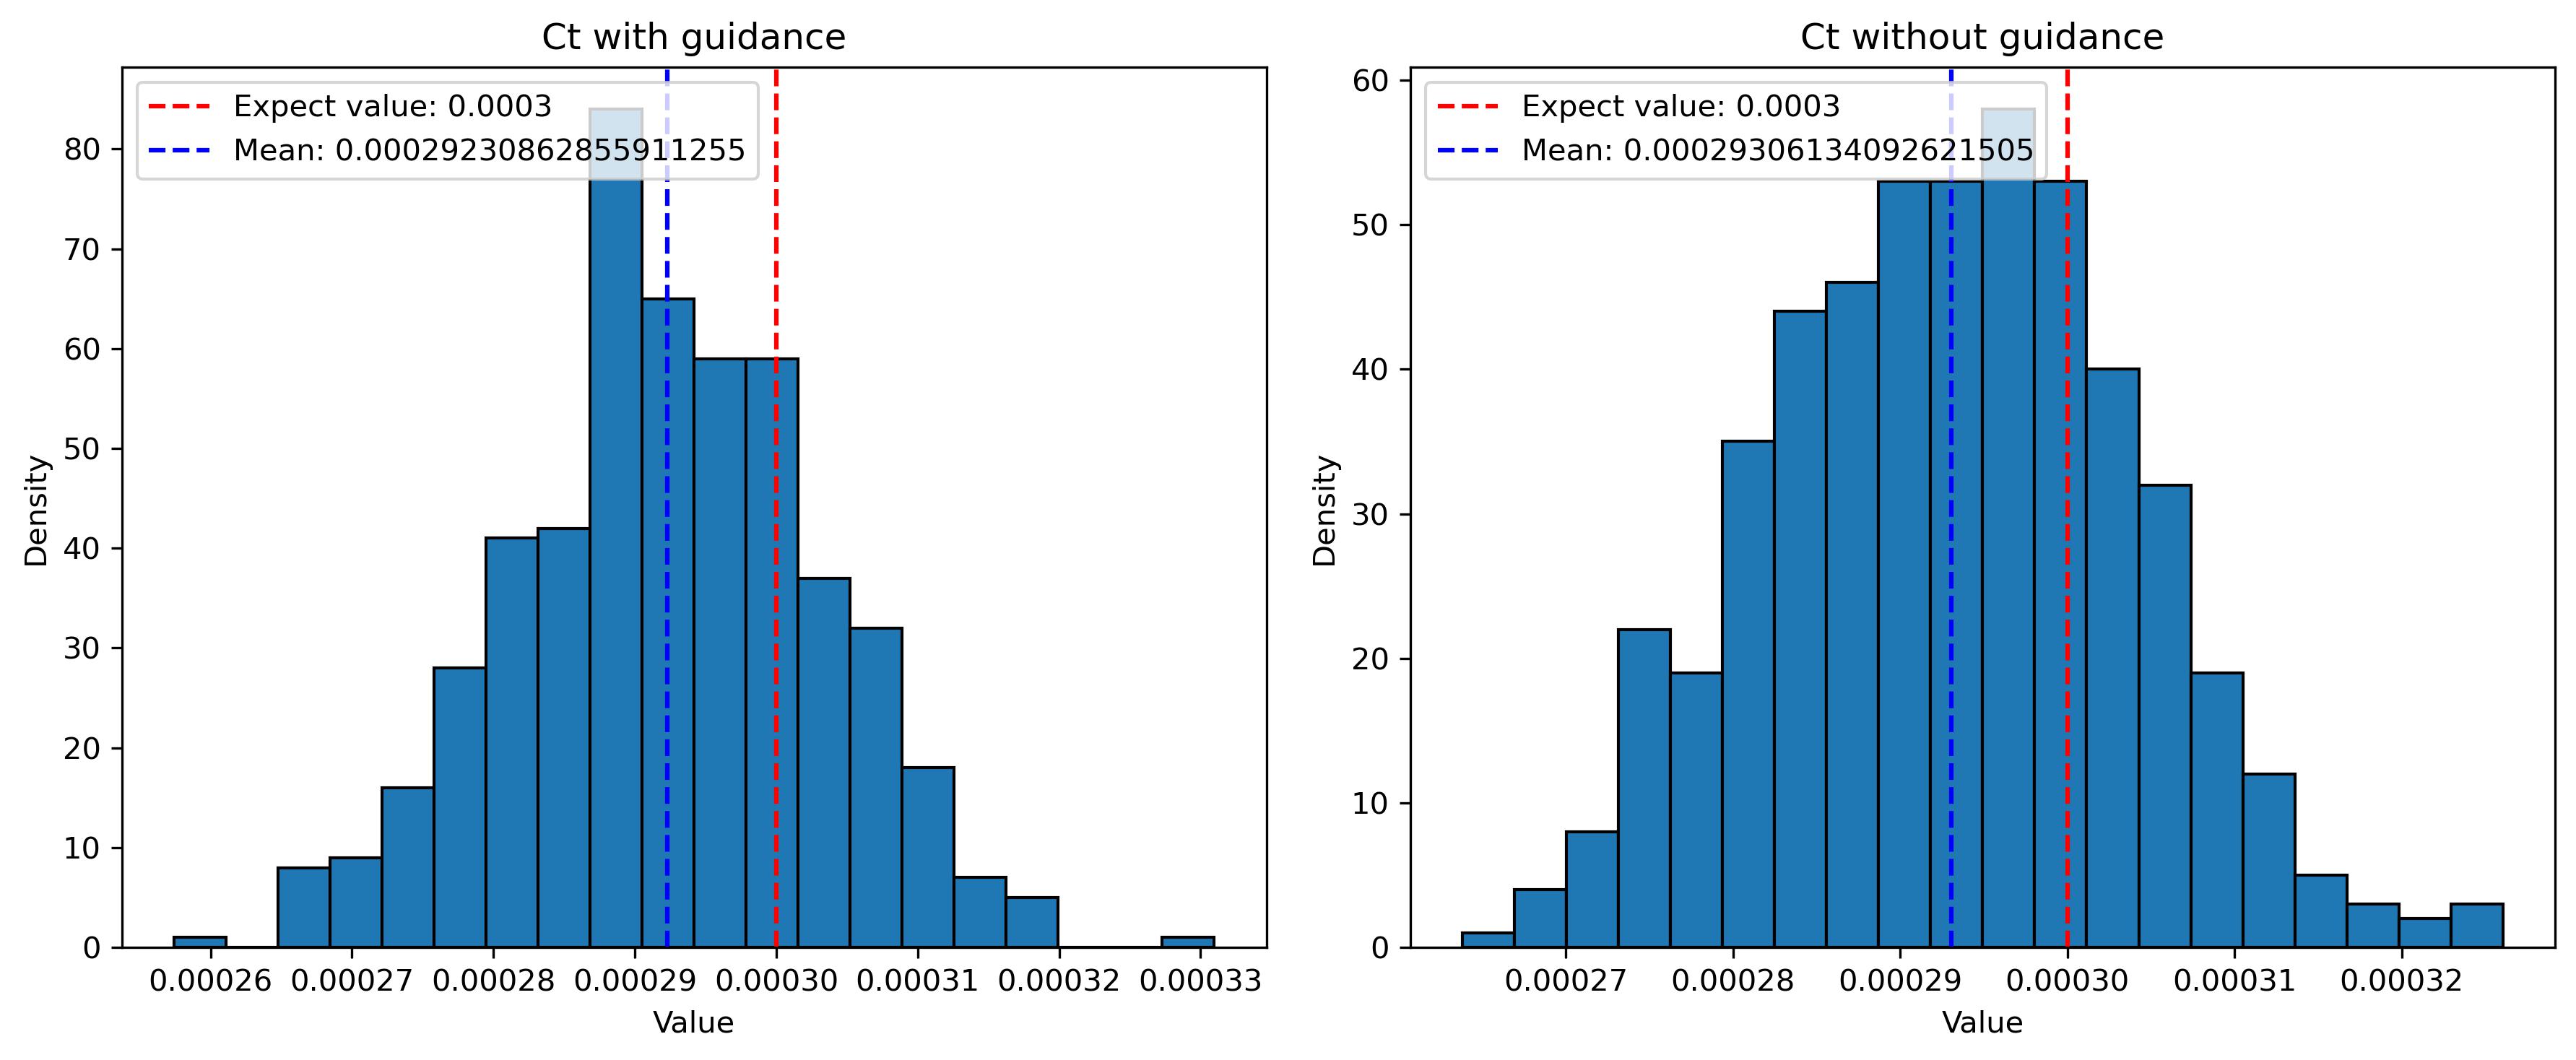 Ct with guidance
Expect value: 0.0003
Mean: 0.00029230862855911255
Density
80
70
60
50
40
30
20
10
0
0.00026 0.00027 0.00028 0.00029 0.00030 0.00031 0.00032 0.00033
Value
Ct without guidance
Expect value: 0.0003
Mean: 0.00029306134092621505
Density
60
50
40
30
20
10
0
0.00027 0.00028 0.00029 0.00030 0.00031 0.00032
Value